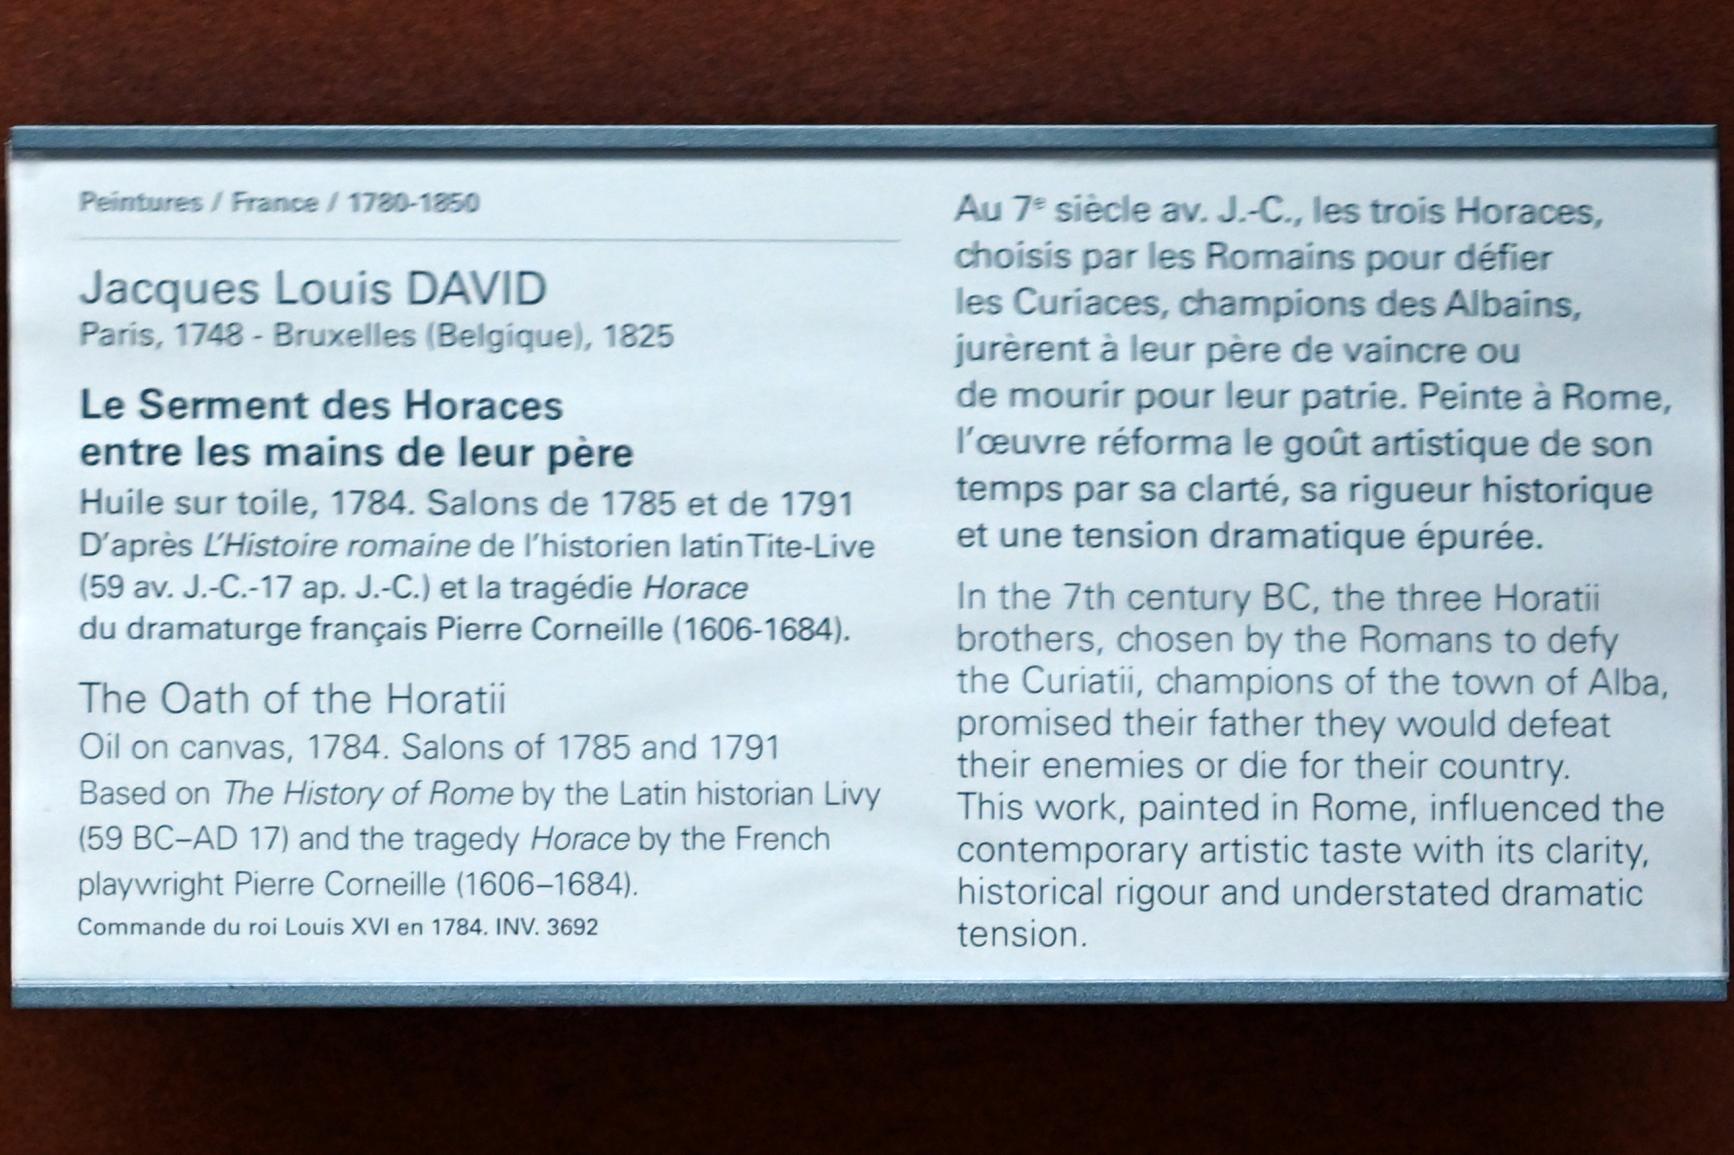 Peintures / France / 1780-1850
Jacques Louis DAVID
Paris, 1748 - Bruxelles (Belgique), 1825
Le Serment des Horaces
entre les mains de leur père
Huile sur toile, 1784. Salons de 1785 et de 1791
D'après L'Histoire romaine de l'historien latin Tite-Live
(59 av. J.-C.-17 ap. J.-C.) et la tragédie Horace
du dramaturge français Pierre Corneille (1606-1684).
The Oath of the Horatii
Oil on canvas, 1784. Salons of 1785 and 1791
Based on The History of Rome by the Latin historian Livy
(59 BC–AD 17) and the tragedy Horace by the French
playwright Pierre Corneille (1606–1684).
Commande du roi Louis XVI en 1784. INV. 3692
Au 7e siècle av. J.-C., les trois Horaces,
choisis par les Romains pour défier
les Curiaces, champions des Albains,
jurèrent à leur père de vaincre ou
de mourir pour leur patrie. Peinte à Rome,
l'œuvre réforma le goût artistique de son
temps par sa clarté, sa rigueur historique
et une tension dramatique épurée.
In the 7th century BC, the three Horatii
brothers, chosen by the Romans to defy
the Curiatii, champions of the town of Alba,
promised their father they would defeat
their enemies or die for their country.
This work, painted in Rome, influenced the
contemporary artistic taste with its clarity,
historical rigour and understated dramatic
tension.